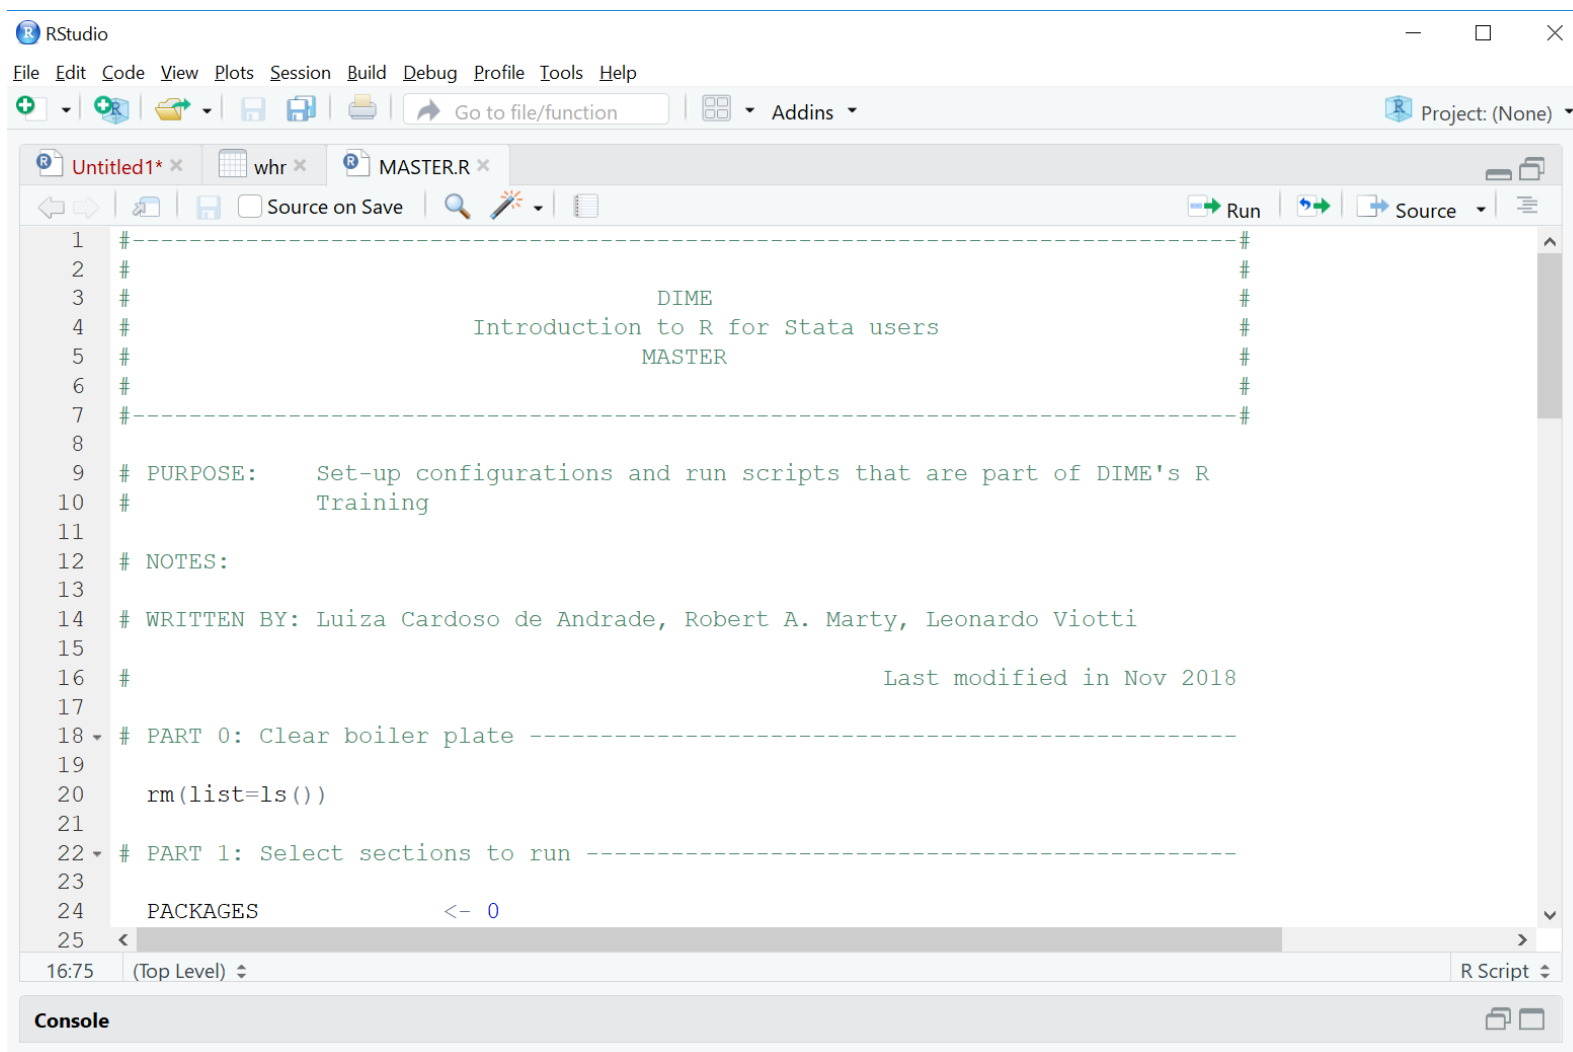 RStudio
File Edit Code View Plots Session Build Debug Profile Tools Help
Go to file/function Addins Project: (None)
Untitled1* whr MASTER.R
Source on Save Run Source
1 #------------------------------------------------------------------------------#
2 # #
3 # DIME #
4 # Introduction to R for Stata users #
5 # MASTER #
6 # #
7 #------------------------------------------------------------------------------#
8
9 # PURPOSE: Set-up configurations and run scripts that are part of DIME's R
10 # Training
11
12 # NOTES:
13
14 # WRITTEN BY: Luiza Cardoso de Andrade, Robert A. Marty, Leonardo Viotti
15
16 # Last modified in Nov 2018
17
18 # PART 0: Clear boiler plate --------------------------------------------------
19
20 rm(list=ls())
21
22 # PART 1: Select sections to run ----------------------------------------------
23
24 PACKAGES <- 0
25
16:75 (Top Level) R Script
Console